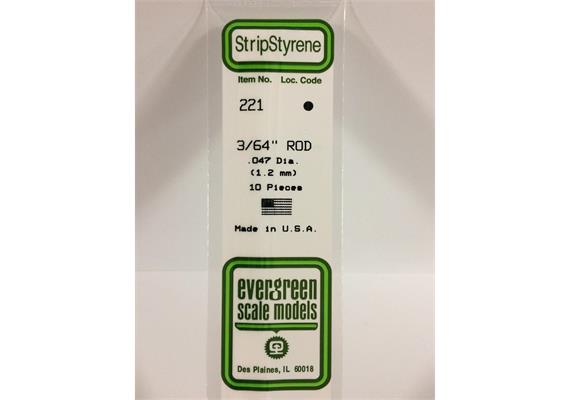 StripStyrene
Item No. Loc. Code
221
3/64" ROD
.047 Dia.
(1.2 mm)
10 Pieces
Made in U.S.A.
evergreen
scale models
Des Plaines, IL 60018